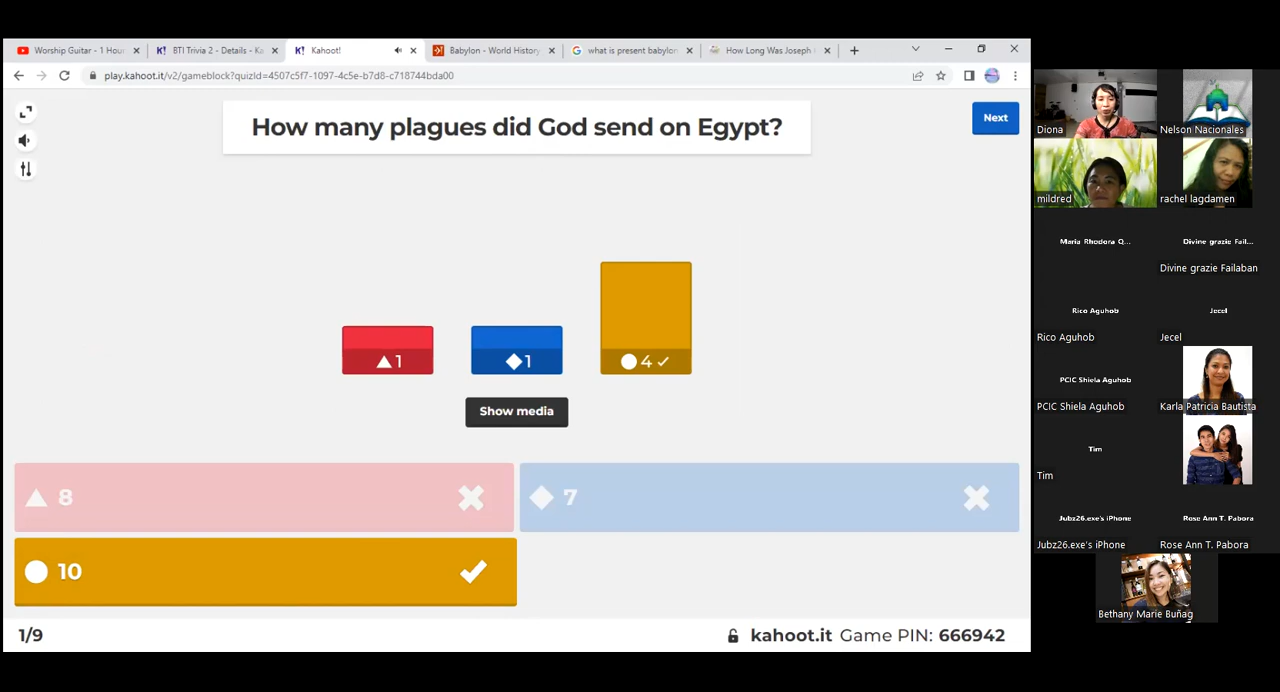 Worship Guitar - 1 Hour
BTI Trivia 2 - Details - Ka
Kahoot!
Babylon - World History
what is present babylon
How Long Was Joseph
play.kahoot.it/v2/gameblock?quizId=4507c5f7-1097-4c5e-b7d8-c718744bda00
How many plagues did God send on Egypt?
Next
1
1
4
Show media
8
7
10
1/9
kahoot.it Game PIN: 666942
Diona
Nelson Nacionales
mildred
rachel lagdamen
Maria Rhodora Q...
Divine grazie Fail...
Divine grazie Failaban
Rico Aguhob
Jecel
Rico Aguhob
Jecel
PCIC Shiela Aguhob
PCIC Shiela Aguhob
Karla Patricia Bautista
Tim
Tim
Jubz26.exe's iPhone
Rose Ann T. Pabora
Jubz26.exe's iPhone
Rose Ann T. Pabora
Bethany Marie Buñag